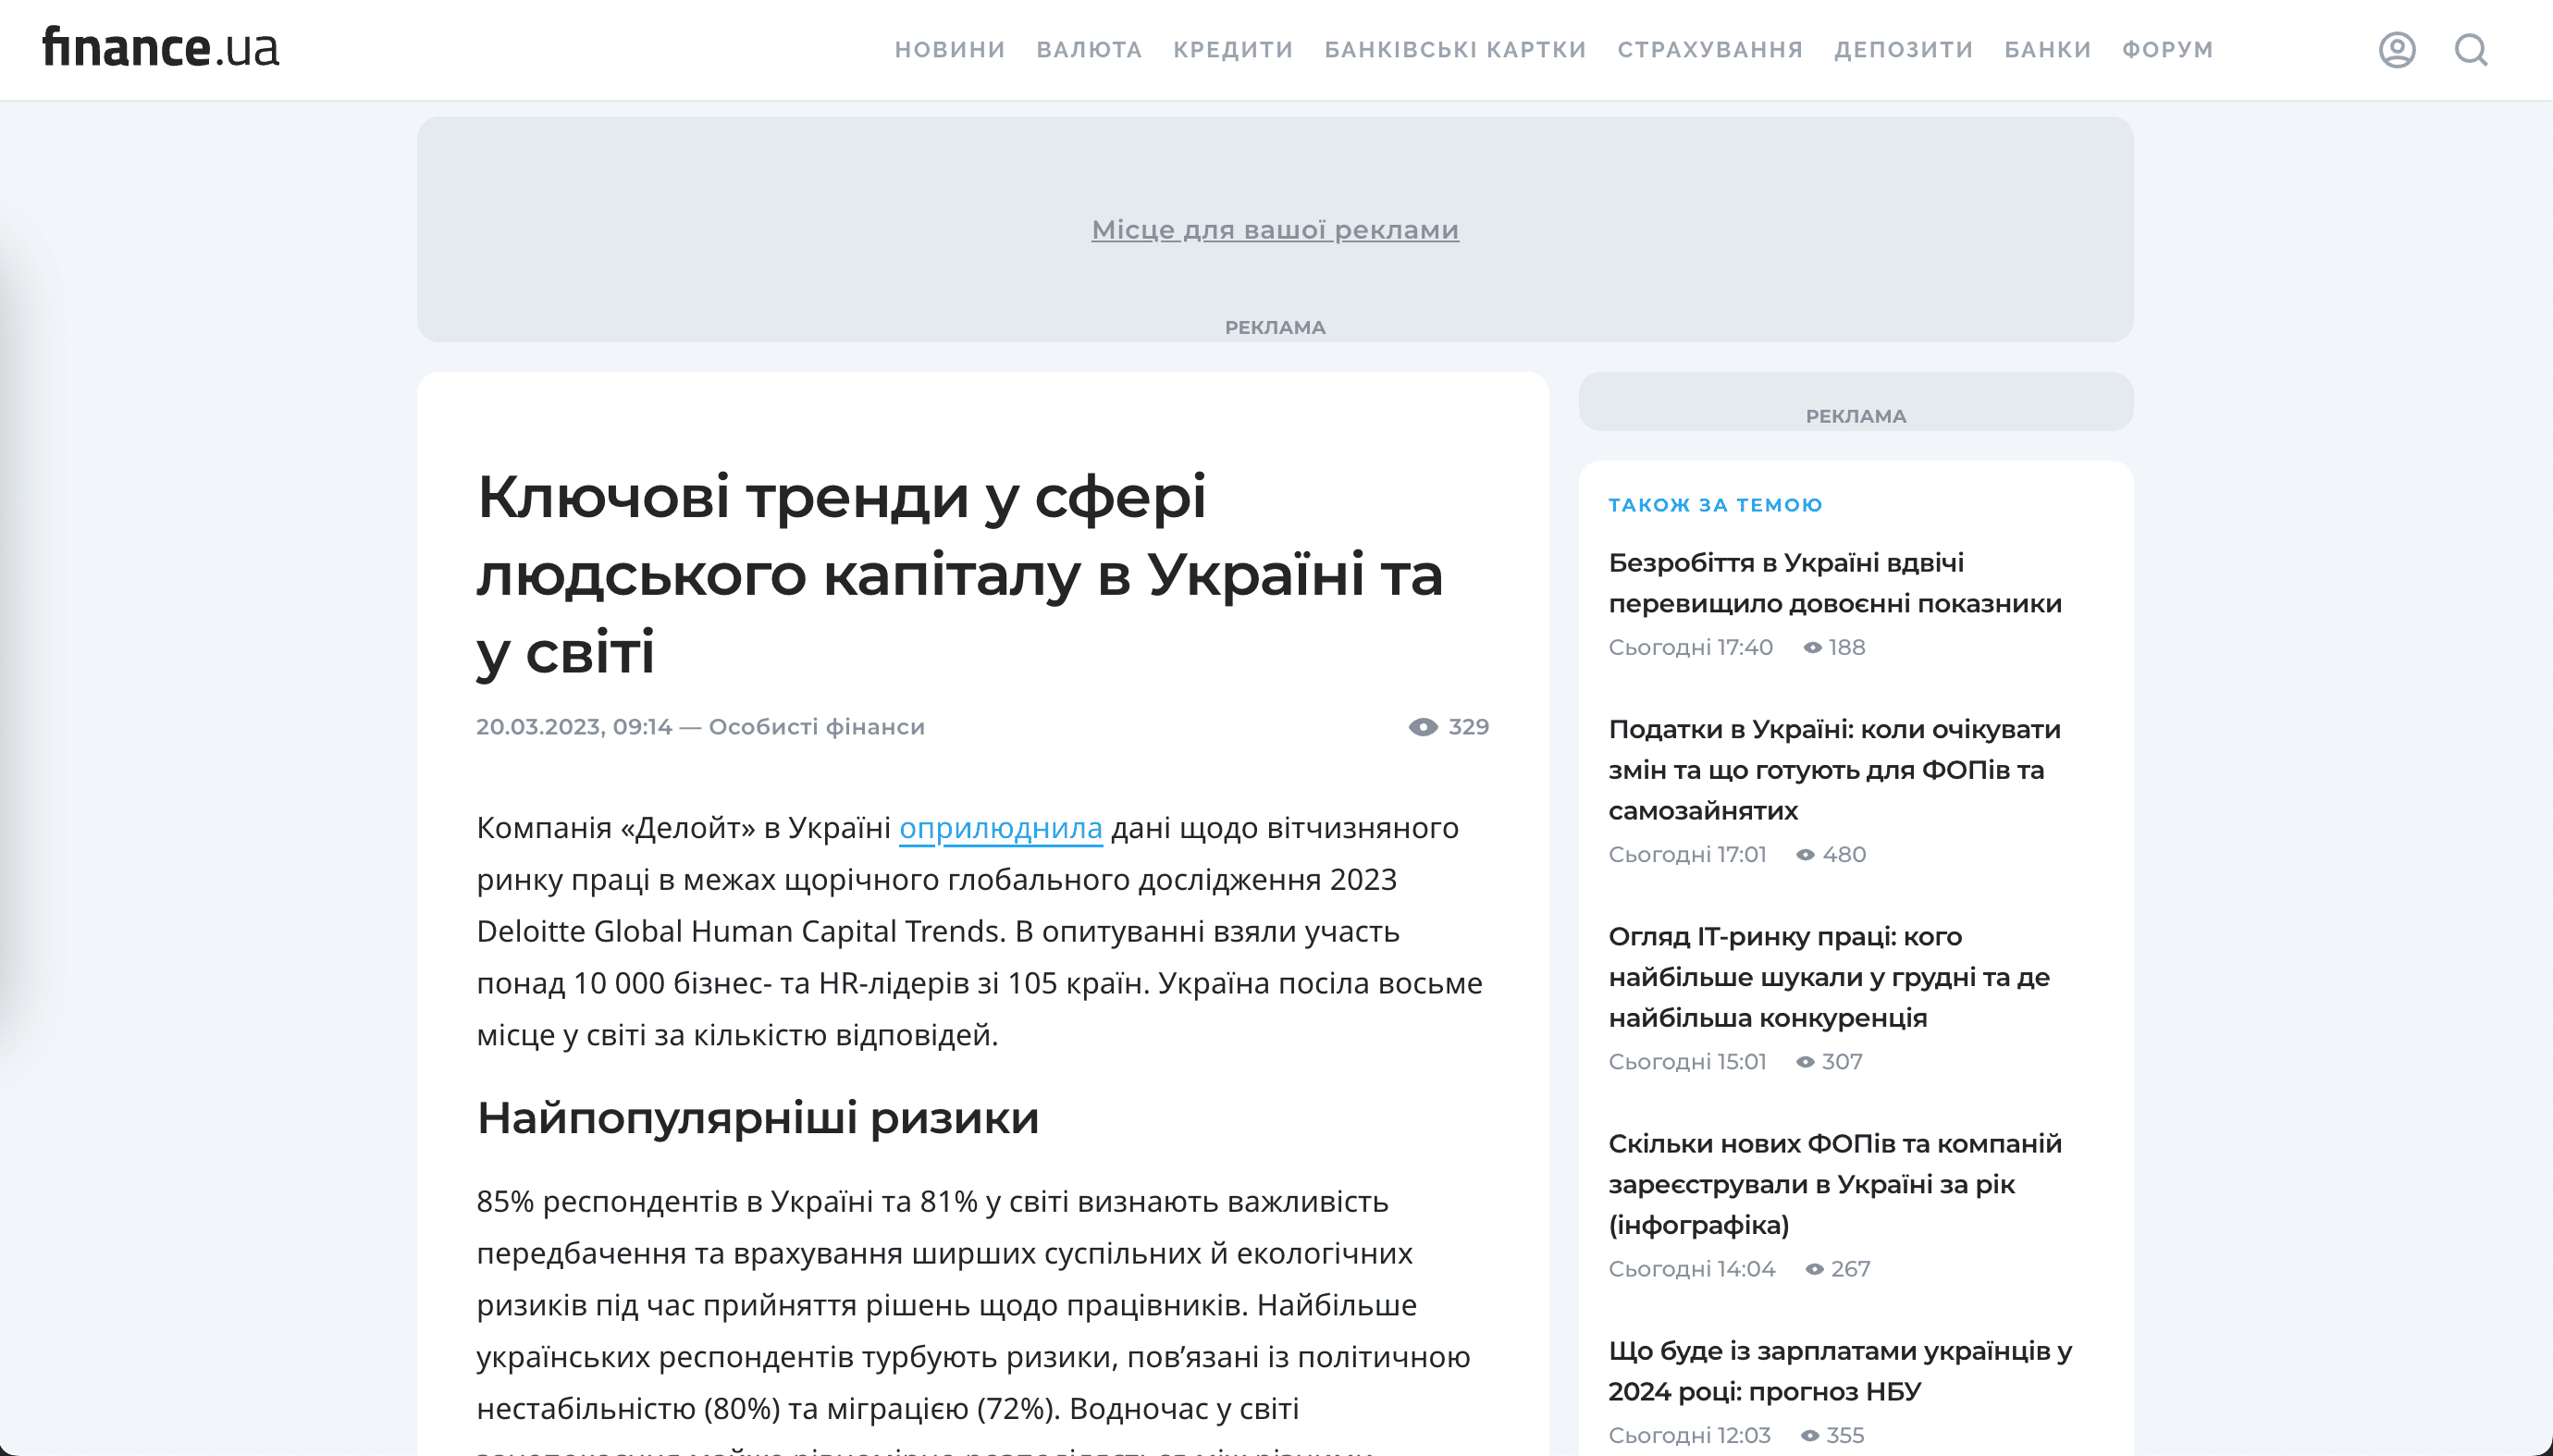 finance.ua
НОВИНИ ВАЛЮТА КРЕДИТИ БАНКІВСЬКІ КАРТКИ СТРАХУВАННЯ ДЕПОЗИТИ БАНКИ ФОРУМ
Місце для вашої реклами
РЕКЛАМА
Ключові тренди у сфері
людського капіталу в Україні та
у світі
20.03.2023, 09:14 — Особисті фінанси
329
Компанія «Делойт» в Україні оприлюднила дані щодо вітчизняного
ринку праці в межах щорічного глобального дослідження 2023
Deloitte Global Human Capital Trends. В опитуванні взяли участь
понад 10 000 бізнес- та HR-лідерів зі 105 країн. Україна посіла восьме
місце у світі за кількістю відповідей.
Найпопулярніші ризики
85% респондентів в Україні та 81% у світі визнають важливість
передбачення та врахування ширших суспільних й екологічних
ризиків під час прийняття рішень щодо працівників. Найбільше
українських респондентів турбують ризики, пов’язані із політичною
нестабільністю (80%) та міграцією (72%). Водночас у світі
РЕКЛАМА
ТАКОЖ ЗА ТЕМОЮ
Безробіття в Україні вдвічі
перевищило довоєнні показники
Сьогодні 17:40 188
Податки в Україні: коли очікувати
змін та що готують для ФОПів та
самозайнятих
Сьогодні 17:01 480
Огляд ІТ-ринку праці: кого
найбільше шукали у грудні та де
найбільша конкуренція
Сьогодні 15:01 307
Скільки нових ФОПів та компаній
зареєстрували в Україні за рік
(інфографіка)
Сьогодні 14:04 267
Що буде із зарплатами українців у
2024 році: прогноз НБУ
Сьогодні 12:03 355